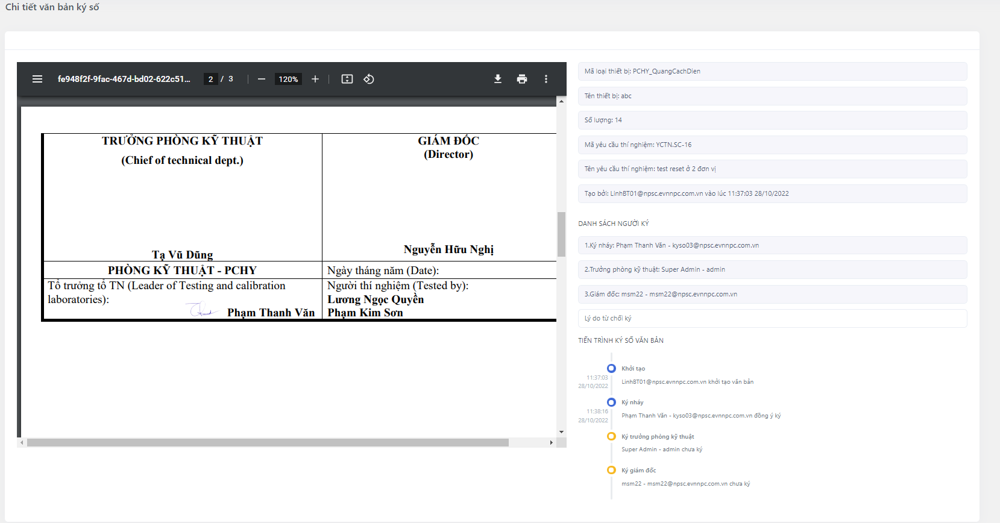 Chi tiết văn bản ký số
fe948f2f-9fac-467d-bd02-622c51...
2 / 3
120%
TRƯỞNG PHÒNG KỸ THUẬT
(Chief of technical dept.)
Tạ Vũ Dũng
GIÁM ĐỐC
(Director)
Nguyễn Hữu Nghị
PHÒNG KỸ THUẬT - PCHY
Ngày tháng năm (Date):
Tổ trưởng tổ TN (Leader of Testing and calibration
laboratories):
Phạm Thanh Văn
Người thí nghiệm (Tested by):
Lương Ngọc Quyền
Phạm Kim Sơn
Mã loại thiết bị: PCHY_QuangCachDien
Tên thiết bị: abc
Số lượng: 14
Mã yêu cầu thí nghiệm: YCTN.SC-16
Tên yêu cầu thí nghiệm: test reset ở 2 đơn vị
Tạo bởi: LinhBT01@npsc.evnnpc.com.vn vào lúc 11:37:03 28/10/2022
DANH SÁCH NGƯỜI KÝ
1.Ký nháy: Phạm Thanh Văn - kyso03@npsc.evnnpc.com.vn
2.Trưởng phòng kỹ thuật: Super Admin - admin
3.Giám đốc: msm22 - msm22@npsc.evnnpc.com.vn
Lý do từ chối ký
TIẾN TRÌNH KÝ SỐ VĂN BẢN
Khởi tạo
11:37:03
28/10/2022
LinhBT01@npsc.evnnpc.com.vn khởi tạo văn bản
Ký nháy
11:38:16
28/10/2022
Phạm Thanh Văn - kyso03@npsc.evnnpc.com.vn đồng ý ký
Ký trưởng phòng kỹ thuật
Super Admin - admin chưa ký
Ký giám đốc
msm22 - msm22@npsc.evnnpc.com.vn chưa ký